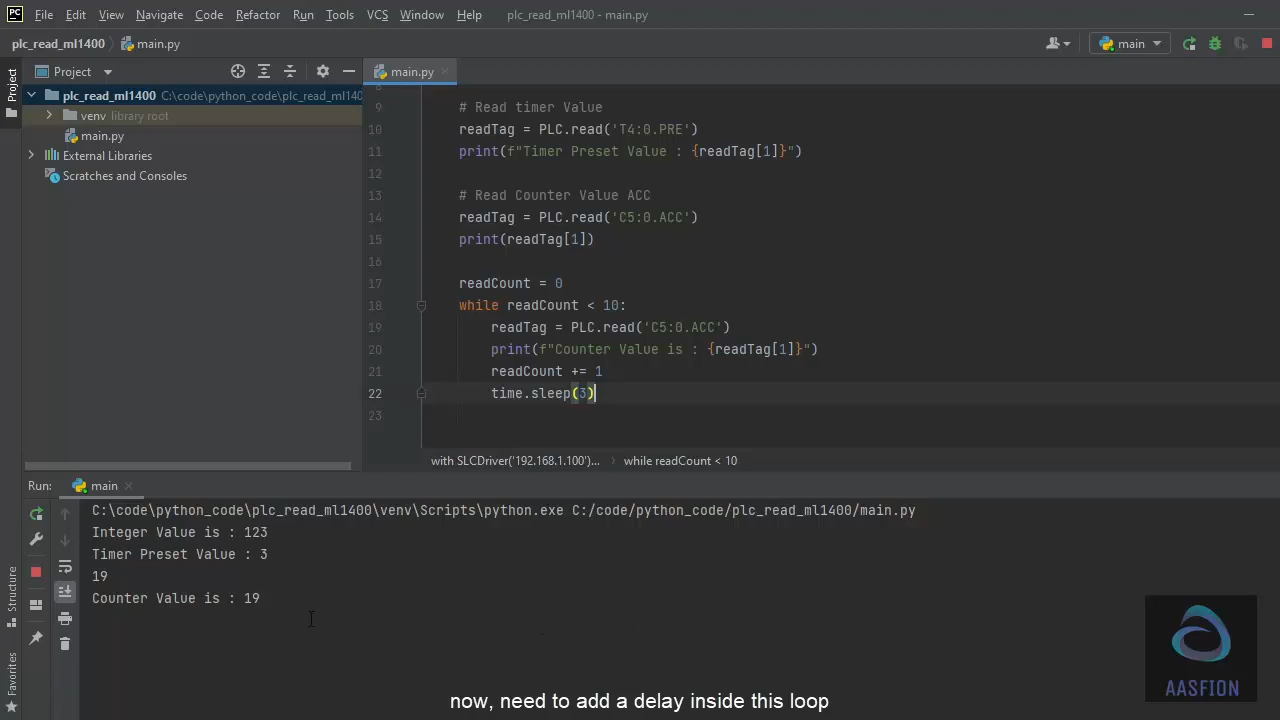 PC File Edit View Navigate Code Refactor Run Tools VCS Window Help plc_read_ml1400 - main.py
plc_read_ml1400 main.py main
Project
Project main.py
plc_read_ml1400 C:\code\python_code\plc_read_ml140
venv library root
main.py
External Libraries
Scratches and Consoles
9 # Read timer Value
10 readTag = PLC.read('T4:0.PRE')
11 print(f"Timer Preset Value : {readTag[1]}")
12
13 # Read Counter Value ACC
14 readTag = PLC.read('C5:0.ACC')
15 print(readTag[1])
16
17 readCount = 0
18 while readCount < 10:
19 readTag = PLC.read('C5:0.ACC')
20 print(f"Counter Value is : {readTag[1]}")
21 readCount += 1
22 time.sleep(3)
23
with SLCDriver('192.168.1.100')... while readCount < 10
Run: main
C:\code\python_code\plc_read_ml1400\venv\Scripts\python.exe C:/code/python_code/plc_read_ml1400/main.py
Integer Value is : 123
Timer Preset Value : 3
19
Counter Value is : 19
Structure
Favorites
AASFION
now, need to add a delay inside this loop